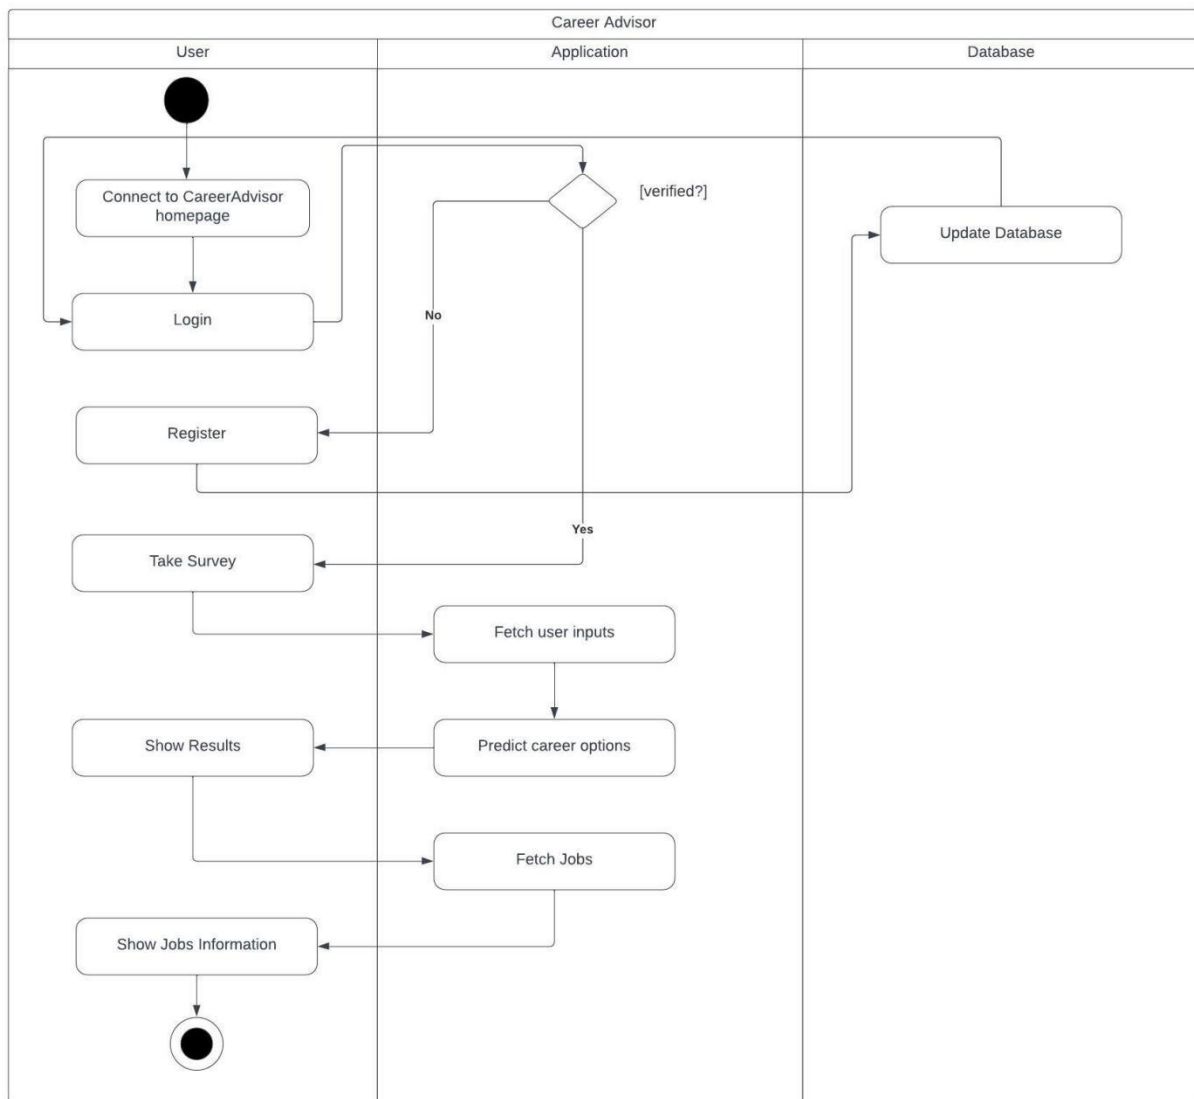 Career Advisor
User
Application
Database
Connect to CareerAdvisor
homepage
[verified?]
Update Database
Login
No
Register
Yes
Take Survey
Fetch user inputs
Show Results
Predict career options
Fetch Jobs
Show Jobs Information